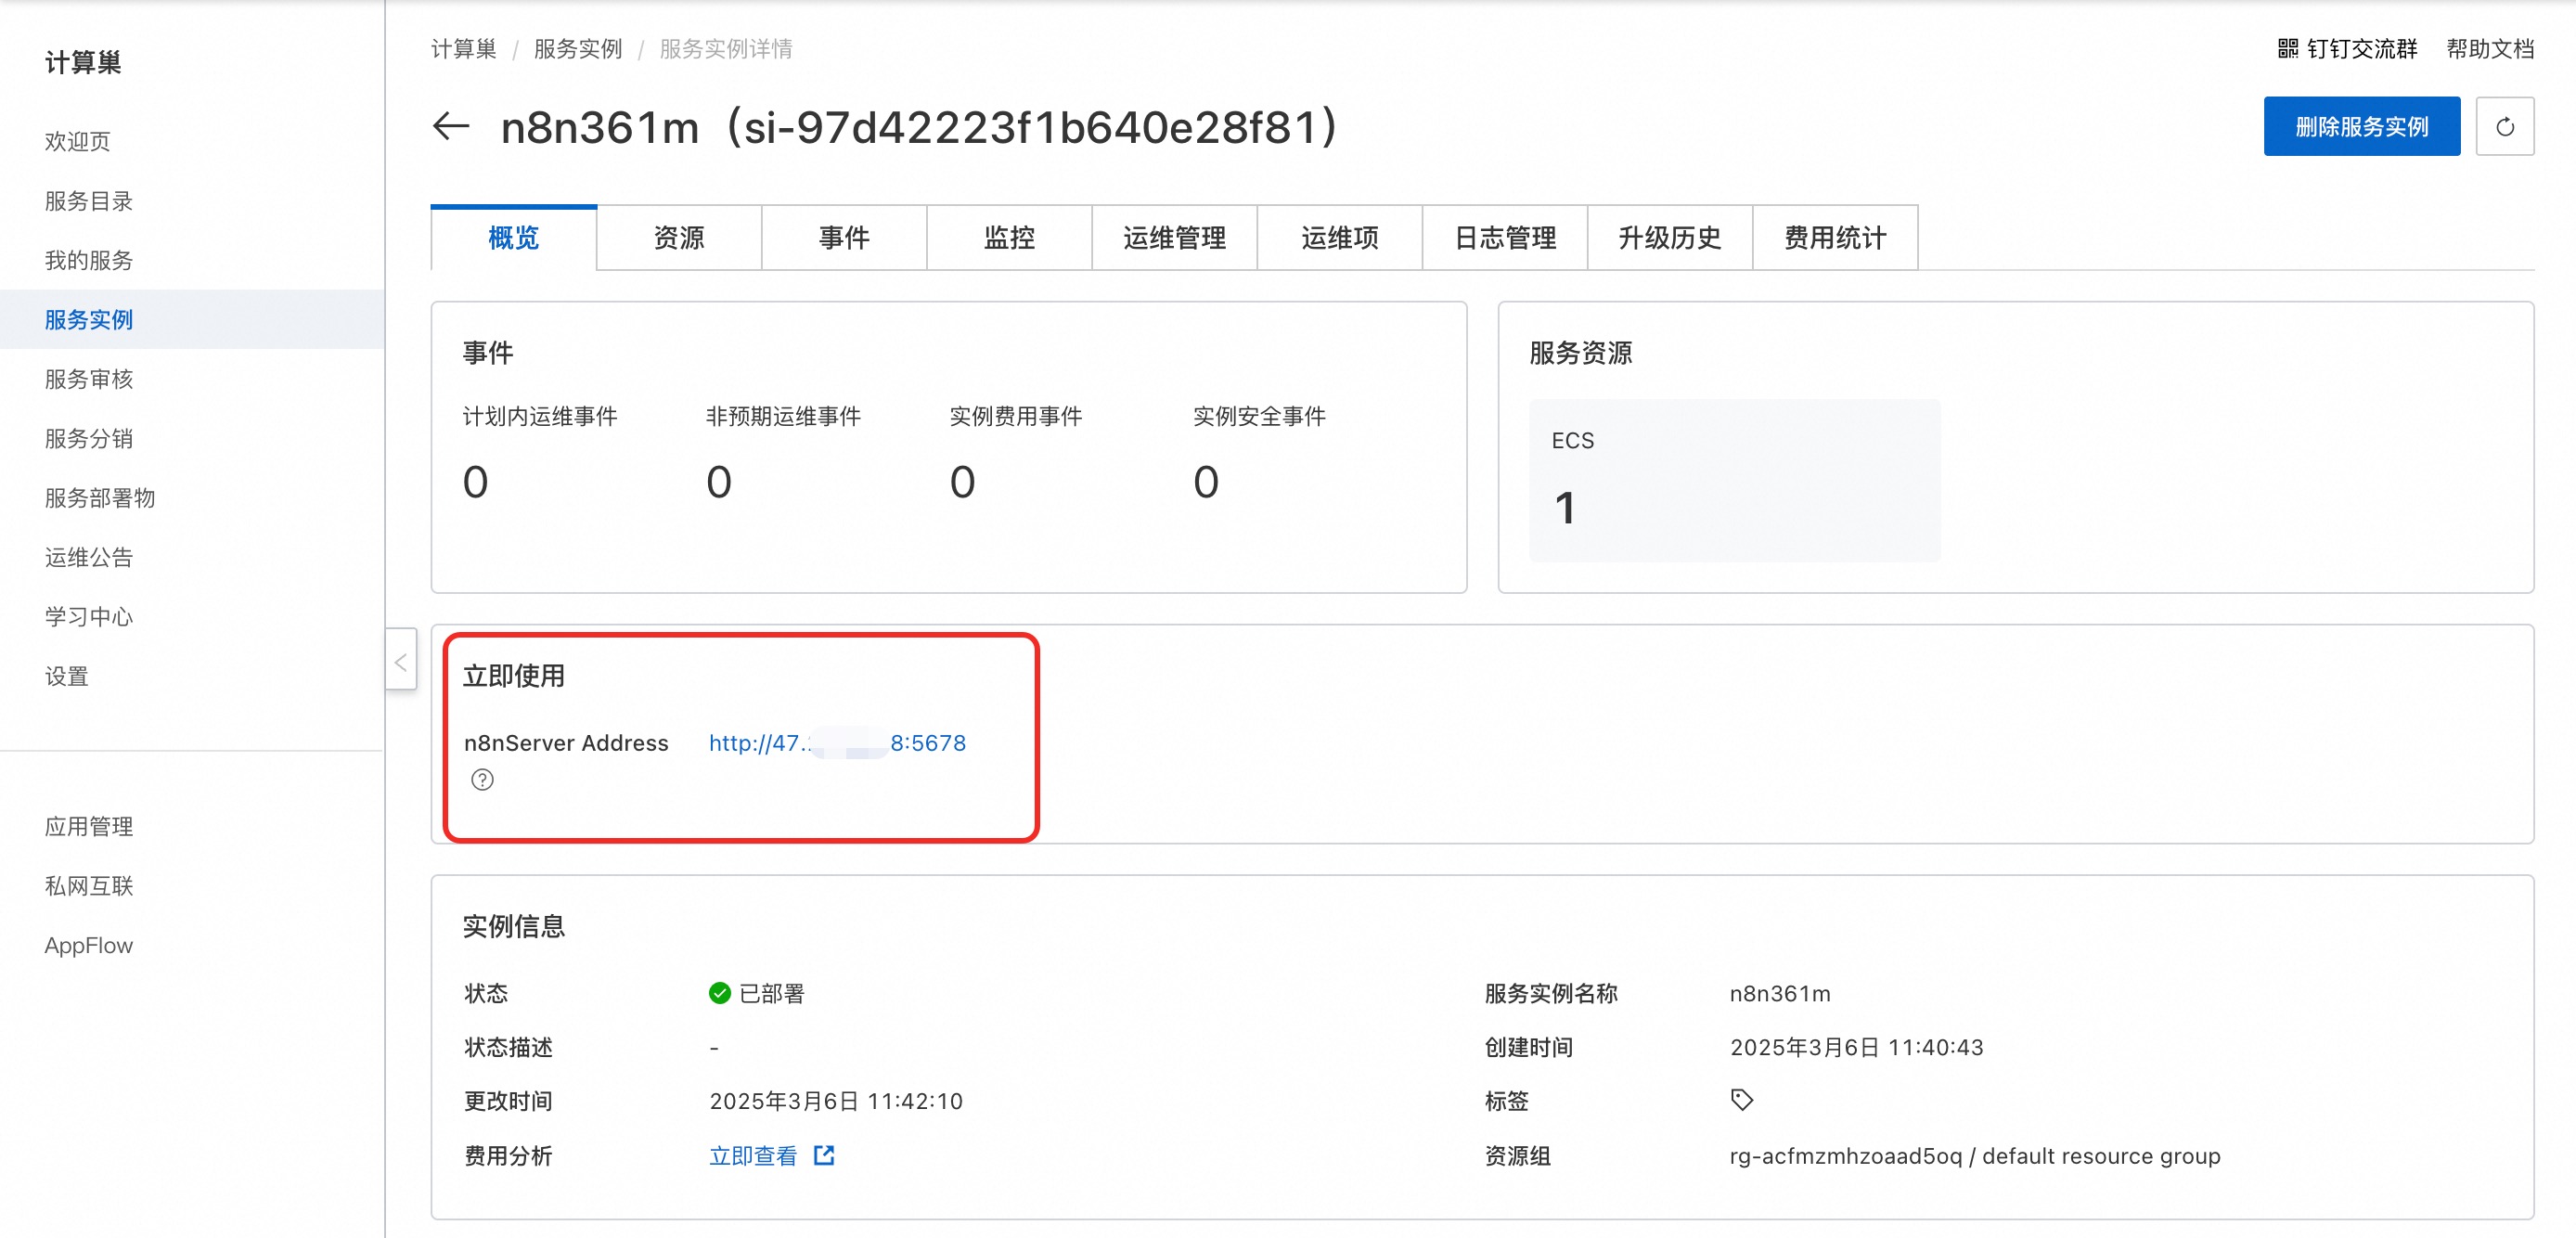 计算巢
欢迎页
服务目录
我的服务
服务实例
服务审核
服务分销
服务部署物
运维公告
学习中心
设置
应用管理
私网互联
AppFlow
计算巢 / 服务实例 / 服务实例详情
钉钉交流群 帮助文档
n8n361m（si-97d42223f1b640e28f81）
删除服务实例
概览 资源 事件 监控 运维管理 运维项 日志管理 升级历史 费用统计
事件
计划内运维事件 非预期运维事件 实例费用事件 实例安全事件
0 0 0 0
服务资源
ECS
1
立即使用
n8nServer Address http://47. 8:5678
实例信息
状态 已部署 服务实例名称 n8n361m
状态描述 - 创建时间 2025年3月6日 11:40:43
更改时间 2025年3月6日 11:42:10 标签
费用分析 立即查看 资源组 rg-acfmzmhzoaad5oq / default resource group